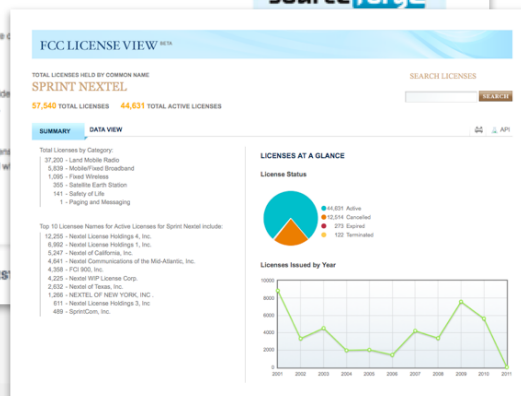 source forge
FCC LICENSE VIEW BETA
TOTAL LICENSES HELD BY COMMON NAME
SPRINT NEXTEL
57,540 TOTAL LICENSES 44,631 TOTAL ACTIVE LICENSES
SEARCH LICENSES
SEARCH
SUMMARY DATA VIEW
API
Total Licenses by Category:
37,200 - Land Mobile Radio
5,839 - Mobile/Fixed Broadband
1,095 - Fixed Wireless
355 - Satellite Earth Station
141 - Safety of Life
1 - Paging and Messaging
Top 10 Licensee Names for Active Licenses for Sprint Nextel include:
12,255 - Nextel License Holdings 4, Inc.
6,992 - Nextel License Holdings 1, Inc.
5,247 - Nextel of California, Inc.
4,641 - Nextel Communications of the Mid-Atlantic, Inc.
4,358 - FCI 900, Inc.
4,225 - Nextel WIP License Corp.
2,632 - Nextel of Texas, Inc.
1,266 - NEXTEL OF NEW YORK, INC .
611 - Nextel License Holdings 3, Inc
489 - SprintCom, Inc.
LICENSES AT A GLANCE
License Status
44,631 Active
12,514 Cancelled
273 Expired
122 Terminated
Licenses Issued by Year
10000
8000
6000
4000
2000
0
2001 2002 2003 2004 2005 2006 2007 2008 2009 2010 2011